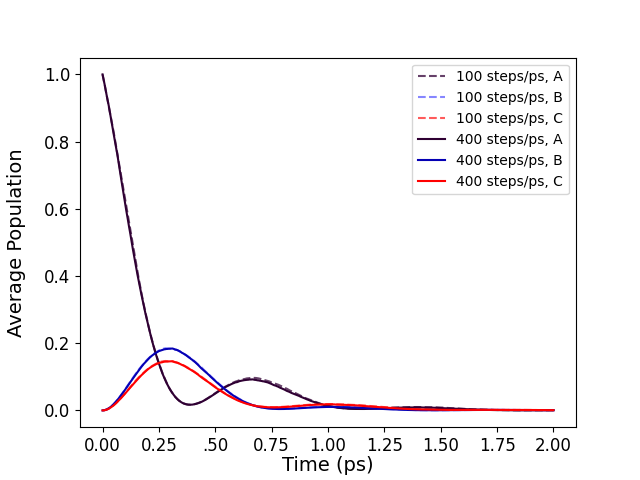 100 steps/ps, A
100 steps/ps, B
100 steps/ps, C
400 steps/ps, A
400 steps/ps, B
400 steps/ps, C
Average Population
1.0
0.8
0.6
0.4
0.2
0.0
0.00 0.25 .50 0.75 1.00 1.25 1.50 1.75 2.00
Time (ps)